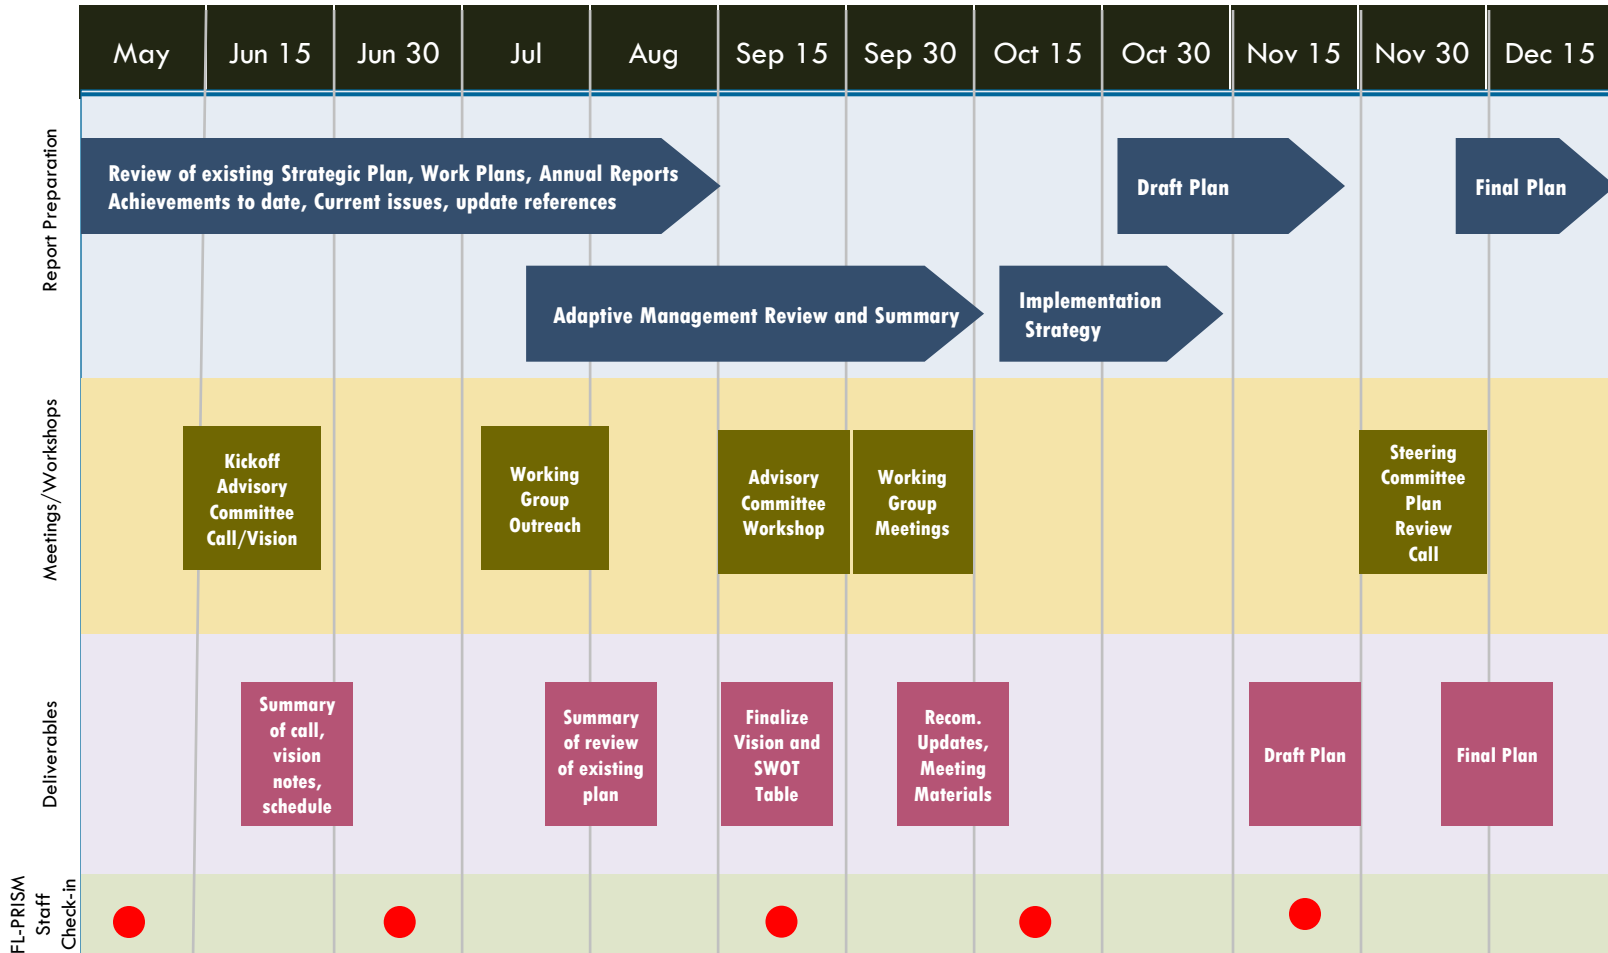 May Jun 15 Jun 30 Jul Aug Sep 15 Sep 30 Oct 15 Oct 30 Nov 15 Nov 30 Dec 15
Report Preparation
Review of existing Strategic Plan, Work Plans, Annual Reports
Achievements to date, Current issues, update references
Draft Plan
Final Plan
Adaptive Management Review and Summary
Implementation
Strategy
Meetings/Workshops
Kickoff
Advisory
Committee
Call/Vision
Working
Group
Outreach
Advisory
Committee
Workshop
Working
Group
Meetings
Steering
Committee
Plan
Review
Call
Deliverables
Summary
of call,
vision
notes,
schedule
Summary
of review
of existing
plan
Finalize
Vision and
SWOT
Table
Recom.
Updates,
Meeting
Materials
Draft Plan
Final Plan
FL-PRISM
Staff
Check-in